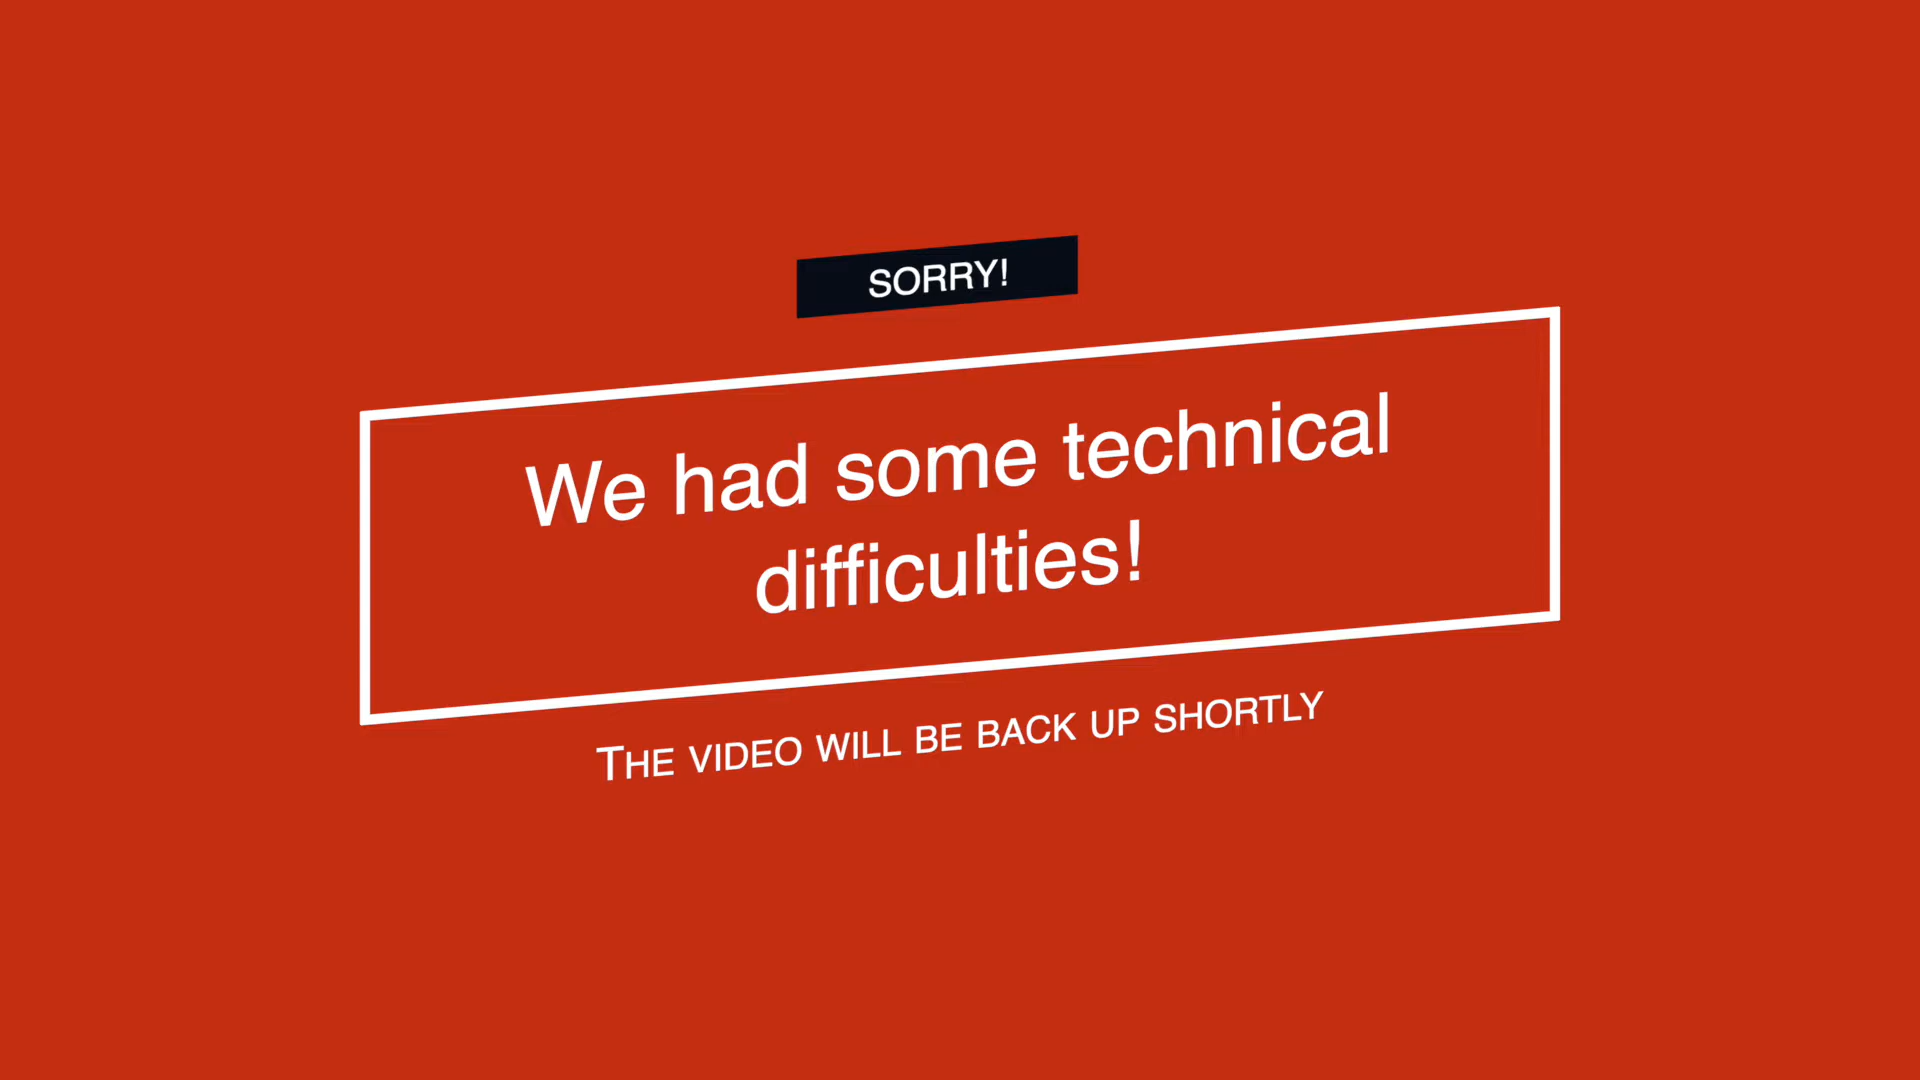 SORRY!
We had some technical
difficulties!
THE VIDEO WILL BE BACK UP SHORTLY